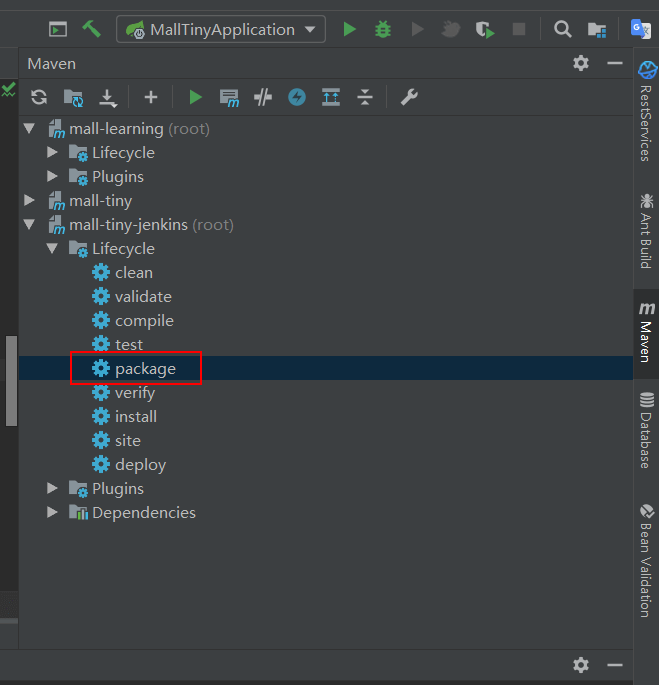 MallTinyApplication
Maven
mall-learning (root)
Lifecycle
Plugins
mall-tiny
mall-tiny-jenkins (root)
Lifecycle
clean
validate
compile
test
package
verify
install
site
deploy
Plugins
Dependencies
RestServices
Ant Build
Maven
Database
Bean Validation